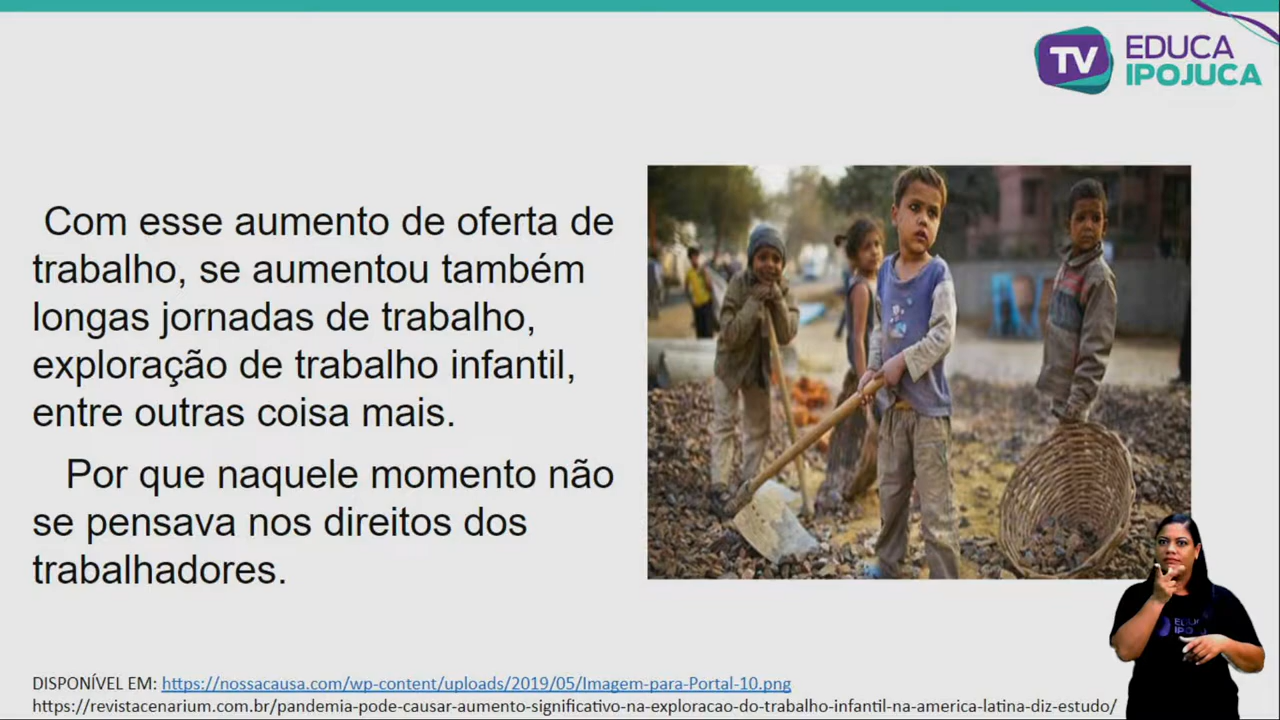 TV EDUCA
IPOJUCA
Com esse aumento de oferta de
trabalho, se aumentou também
longas jornadas de trabalho,
exploração de trabalho infantil,
entre outras coisa mais.
Por que naquele momento não
se pensava nos direitos dos
trabalhadores.
DISPONÍVEL EM: https://nossacausa.com/wp-content/uploads/2019/05/Imagem-para-Portal-10.png
https://revistacenarium.com.br/pandemia-pode-causar-aumento-significativo-na-exploracao-do-trabalho-infantil-na-america-latina-diz-estudo/